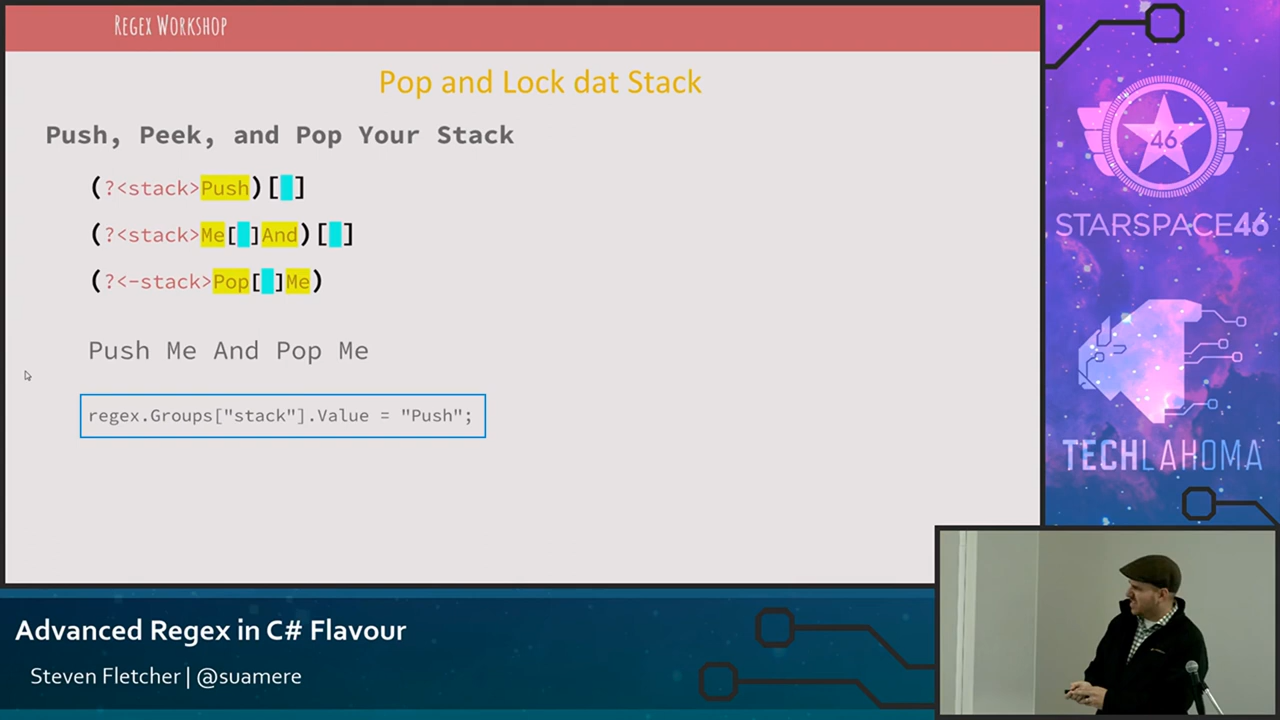 Regex Workshop
Pop and Lock dat Stack
Push, Peek, and Pop Your Stack
(?<stack>Push)[ ]
(?<stack>Me[ ]And)[ ]
(?<-stack>Pop[ ]Me)
Push Me And Pop Me
regex.Groups["stack"].Value = "Push";
46
STARSPACE46
TECHLAHOMA
Advanced Regex in C# Flavour
Steven Fletcher | @suamere